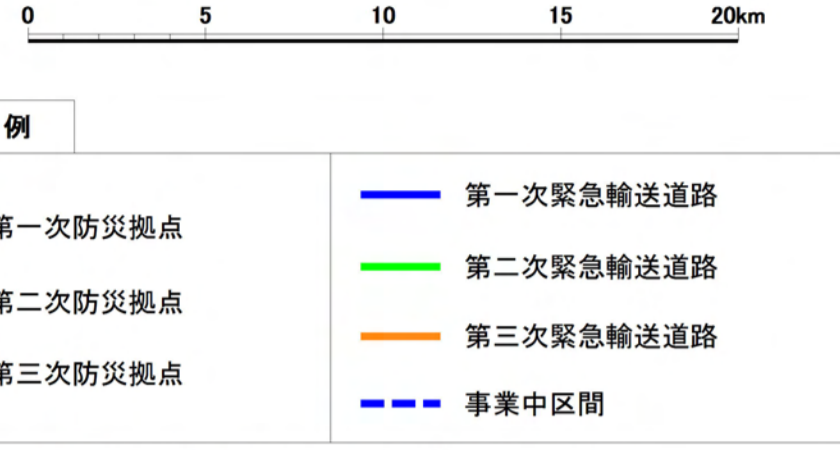 0 5 10 15 20km
例
第一次防災拠点
第二次防災拠点
第三次防災拠点
第一次緊急輸送道路
第二次緊急輸送道路
第三次緊急輸送道路
事業中区間